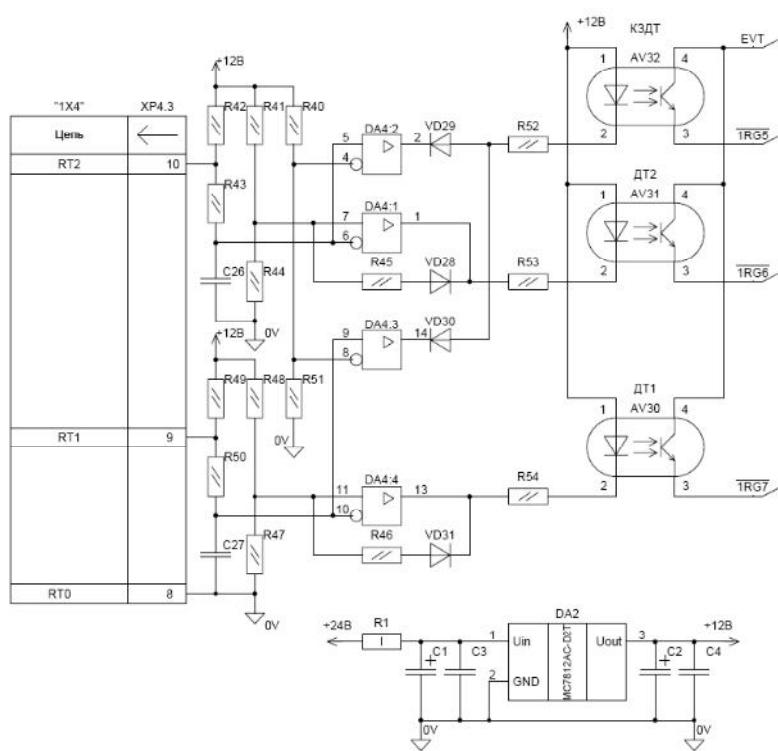 +12В
КЗДТ
EVT
1
AV32
4
+12В
"1X4"
XP4.3
R42
R41
R40
Цепь
5
DA4:2
2
VD29
R52
2
3
1RG5
RT2
10
4
ДТ2
R43
DA4:1
1
AV31
4
7
1
6
C26
R44
R45
VD28
R53
2
3
1RG6
DA4.3
VD30
+12В
0V
9
14
8
ДТ1
R49
R48
R51
1
AV30
4
RT1
9
0V
R50
DA4:4
R54
11
13
2
3
1RG7
10
R46
VD31
C27
R47
RT0
8
0V
DA2
+24В
R1
1
Uin
MC7812AC-D2T
Uout
3
+12В
I
C1
C3
2
GND
C2
C4
0V
0V